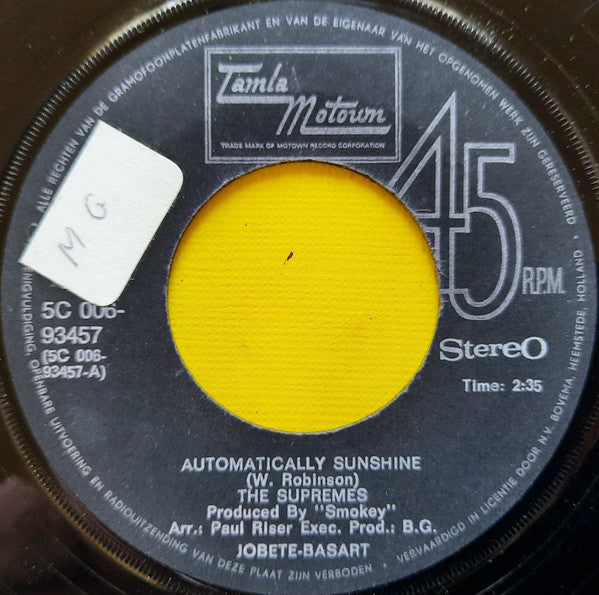 ALLE RECHTEN VAN DE GRAMOFOONPLATENFABRIKANT EN VAN DE EIGENAAR VAN HET OPGENOMEN WERK ZIJN GERESERVEERD
Tamla
Motown
TRADE MARK OF MOTOWN RECORD CORPORATION
45
R.P.M.
M G
5C 006-
93457
(5C 006-
93457-A)
StereO
Time: 2:35
AUTOMATICALLY SUNSHINE
(W. Robinson)
THE SUPREMES
Produced By "Smokey"
Arr.: Paul Riser Exec. Prod.: B.G.
JOBETE-BASART
OPENBARE UITVOERING EN RADIOUITZENDING VAN DEZE PLAAT ZIJN VERBODEN • VERVAARDIGD IN LICENTIE DOOR N.V. BOVEMA, HEEMSTEDE, HOLLAND •